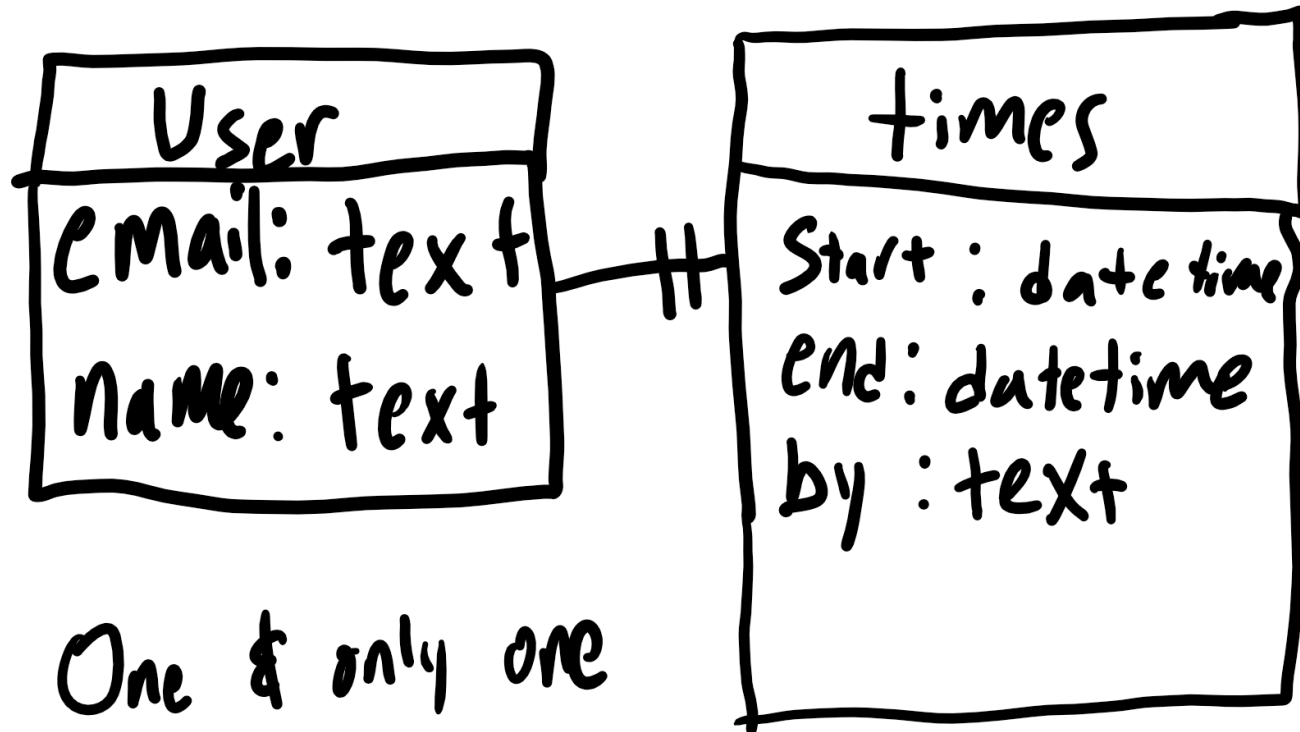 User
email: text
name: text
times
Start : datetime
end: datetime
by : text
One & only one